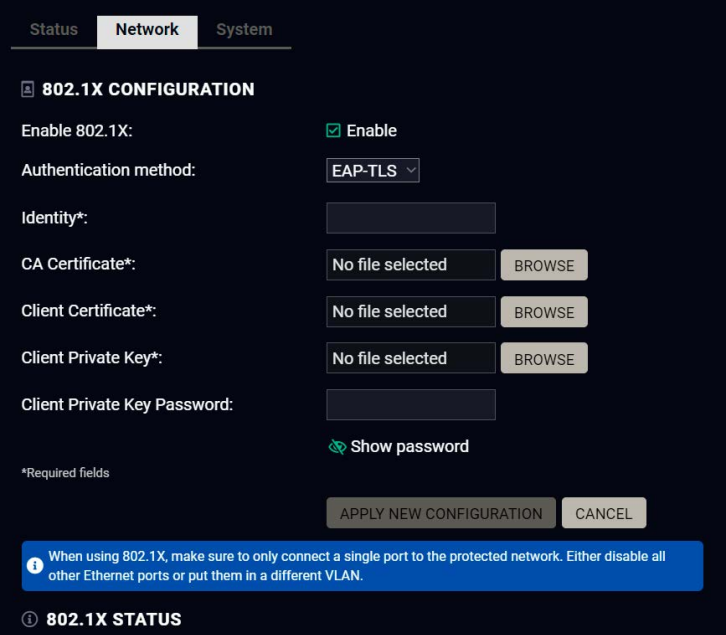 Status Network System
802.1X CONFIGURATION
Enable 802.1X: Enable
Authentication method: EAP-TLS
Identity*:
CA Certificate*: No file selected BROWSE
Client Certificate*: No file selected BROWSE
Client Private Key*: No file selected BROWSE
Client Private Key Password:
Show password
*Required fields
APPLY NEW CONFIGURATION CANCEL
When using 802.1X, make sure to only connect a single port to the protected network. Either disable all
other Ethernet ports or put them in a different VLAN.
802.1X STATUS